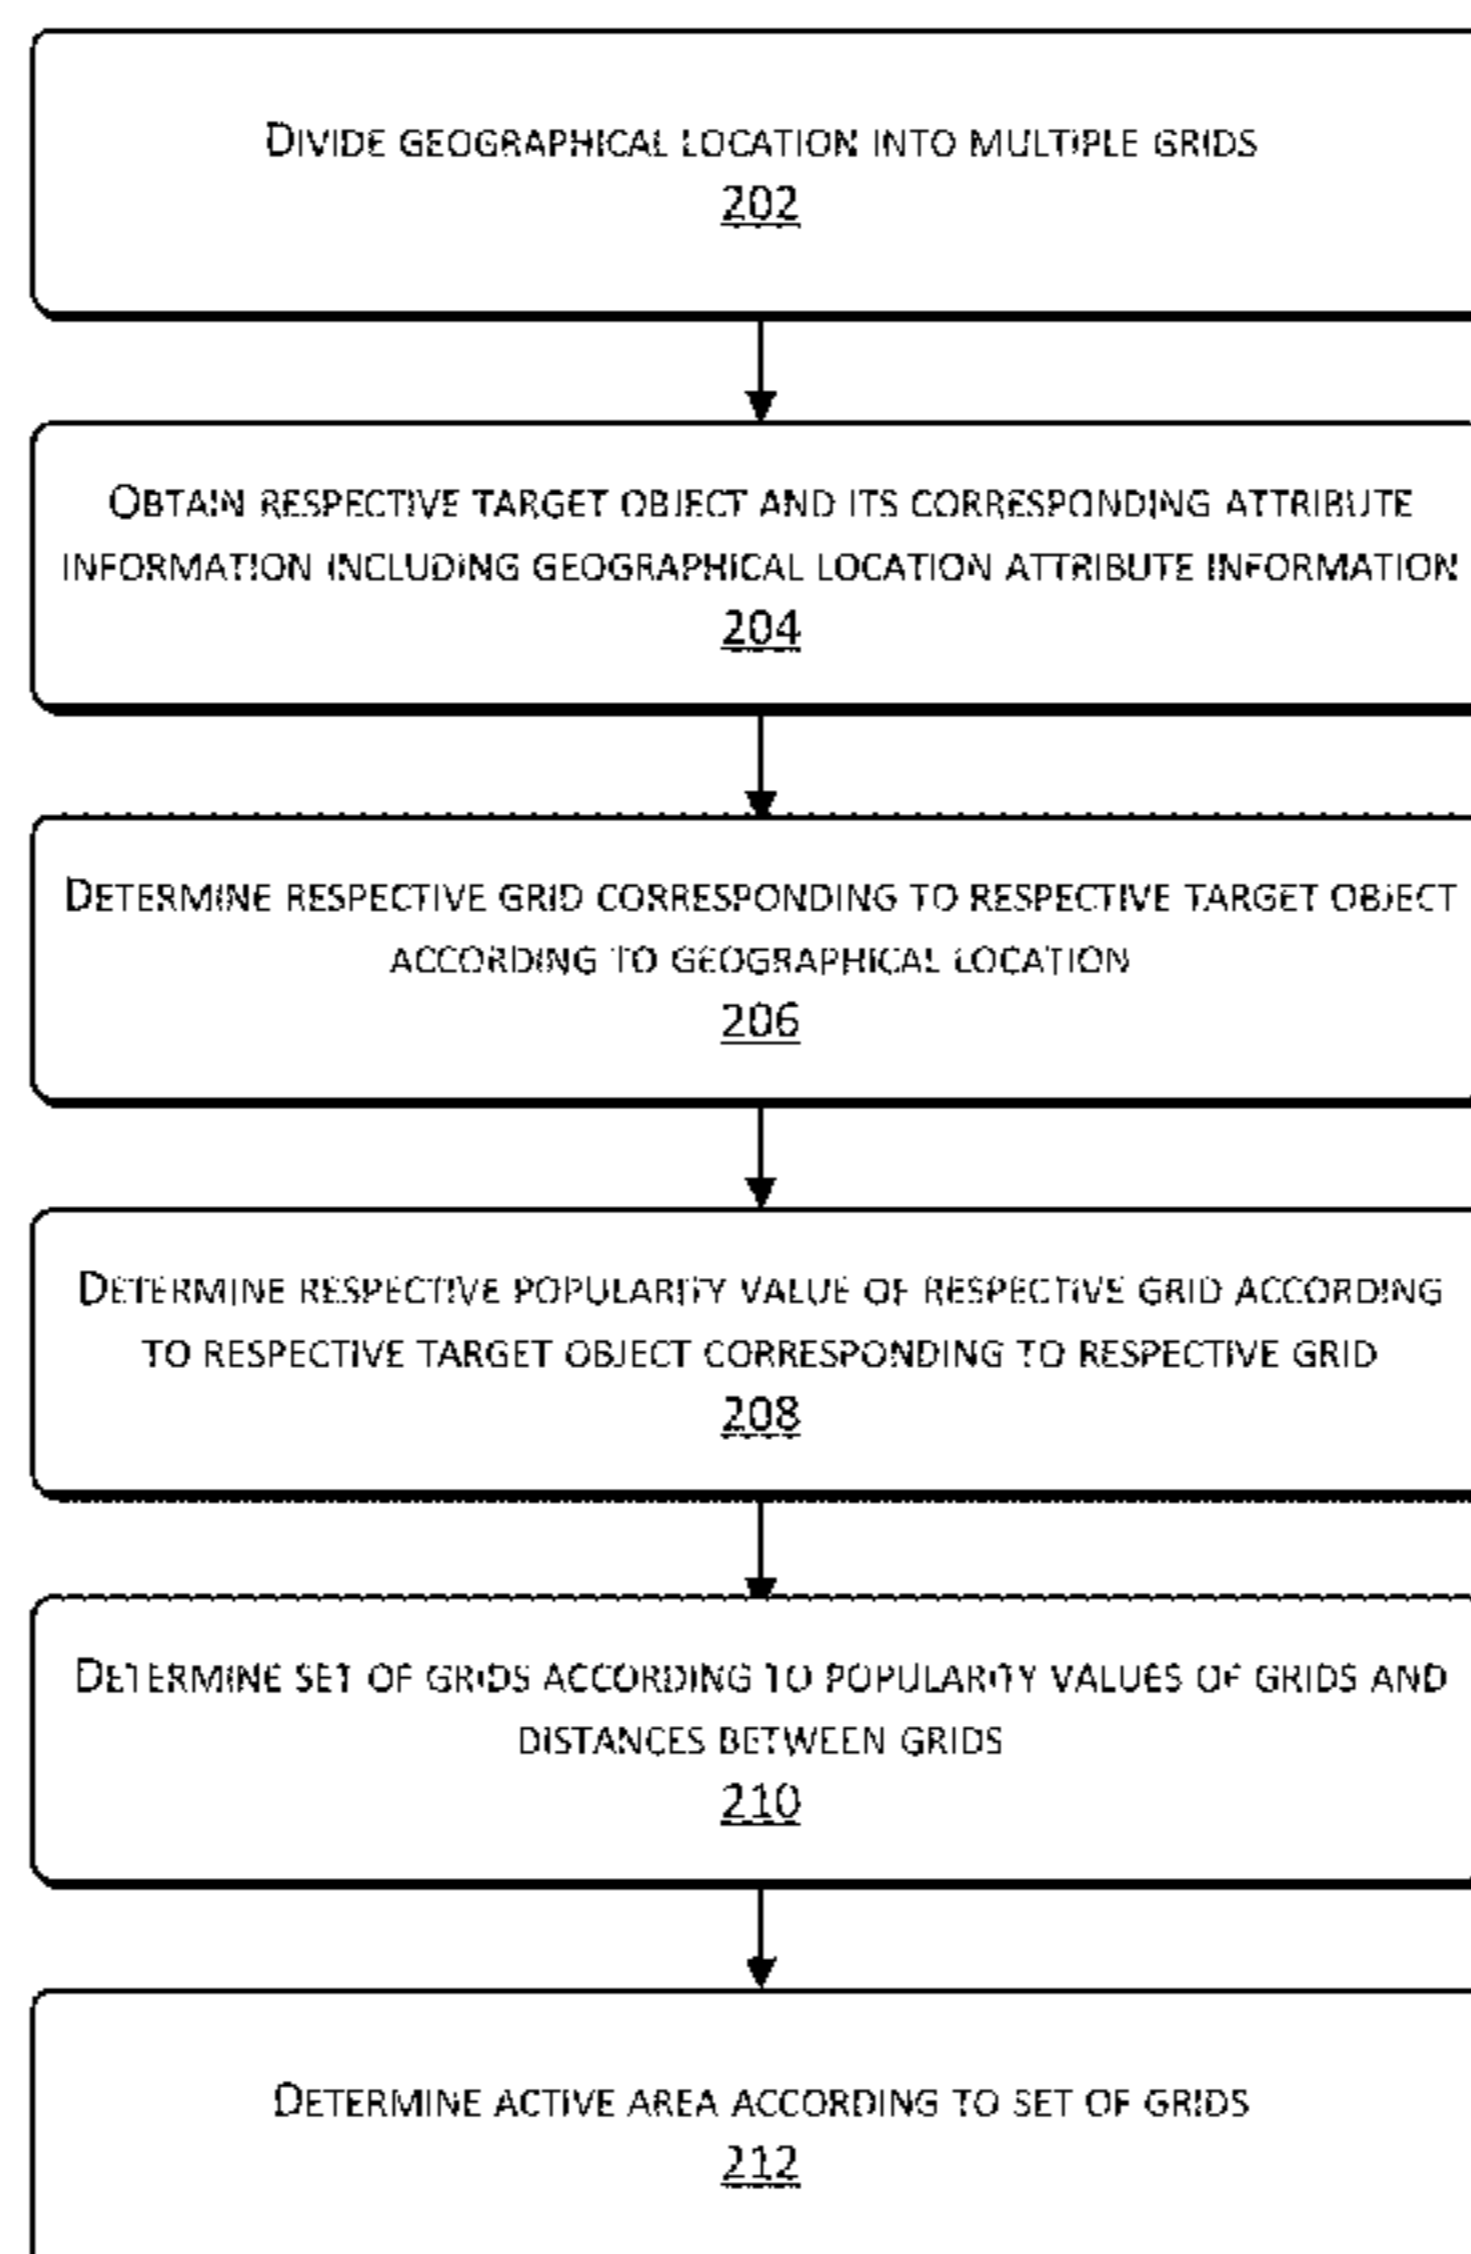 DIVIDE GEOGRAPHICAL LOCATION INTO MULTIPLE GRIDS
202
OBTAIN RESPECTIVE TARGET OBJECT AND ITS CORRESPONDING ATTRIBUTE
INFORMATION INCLUDING GEOGRAPHICAL LOCATION ATTRIBUTE INFORMATION
204
DETERMINE RESPECTIVE GRID CORRESPONDING TO RESPECTIVE TARGET OBJECT
ACCORDING TO GEOGRAPHICAL LOCATION
206
DETERMINE RESPECTIVE POPULARITY VALUE OF RESPECTIVE GRID ACCORDING
TO RESPECTIVE TARGET OBJECT CORRESPONDING TO RESPECTIVE GRID
208
DETERMINE SET OF GRIDS ACCORDING TO POPULARITY VALUES OF GRIDS AND
DISTANCES BETWEEN GRIDS
210
DETERMINE ACTIVE AREA ACCORDING TO SET OF GRIDS
212